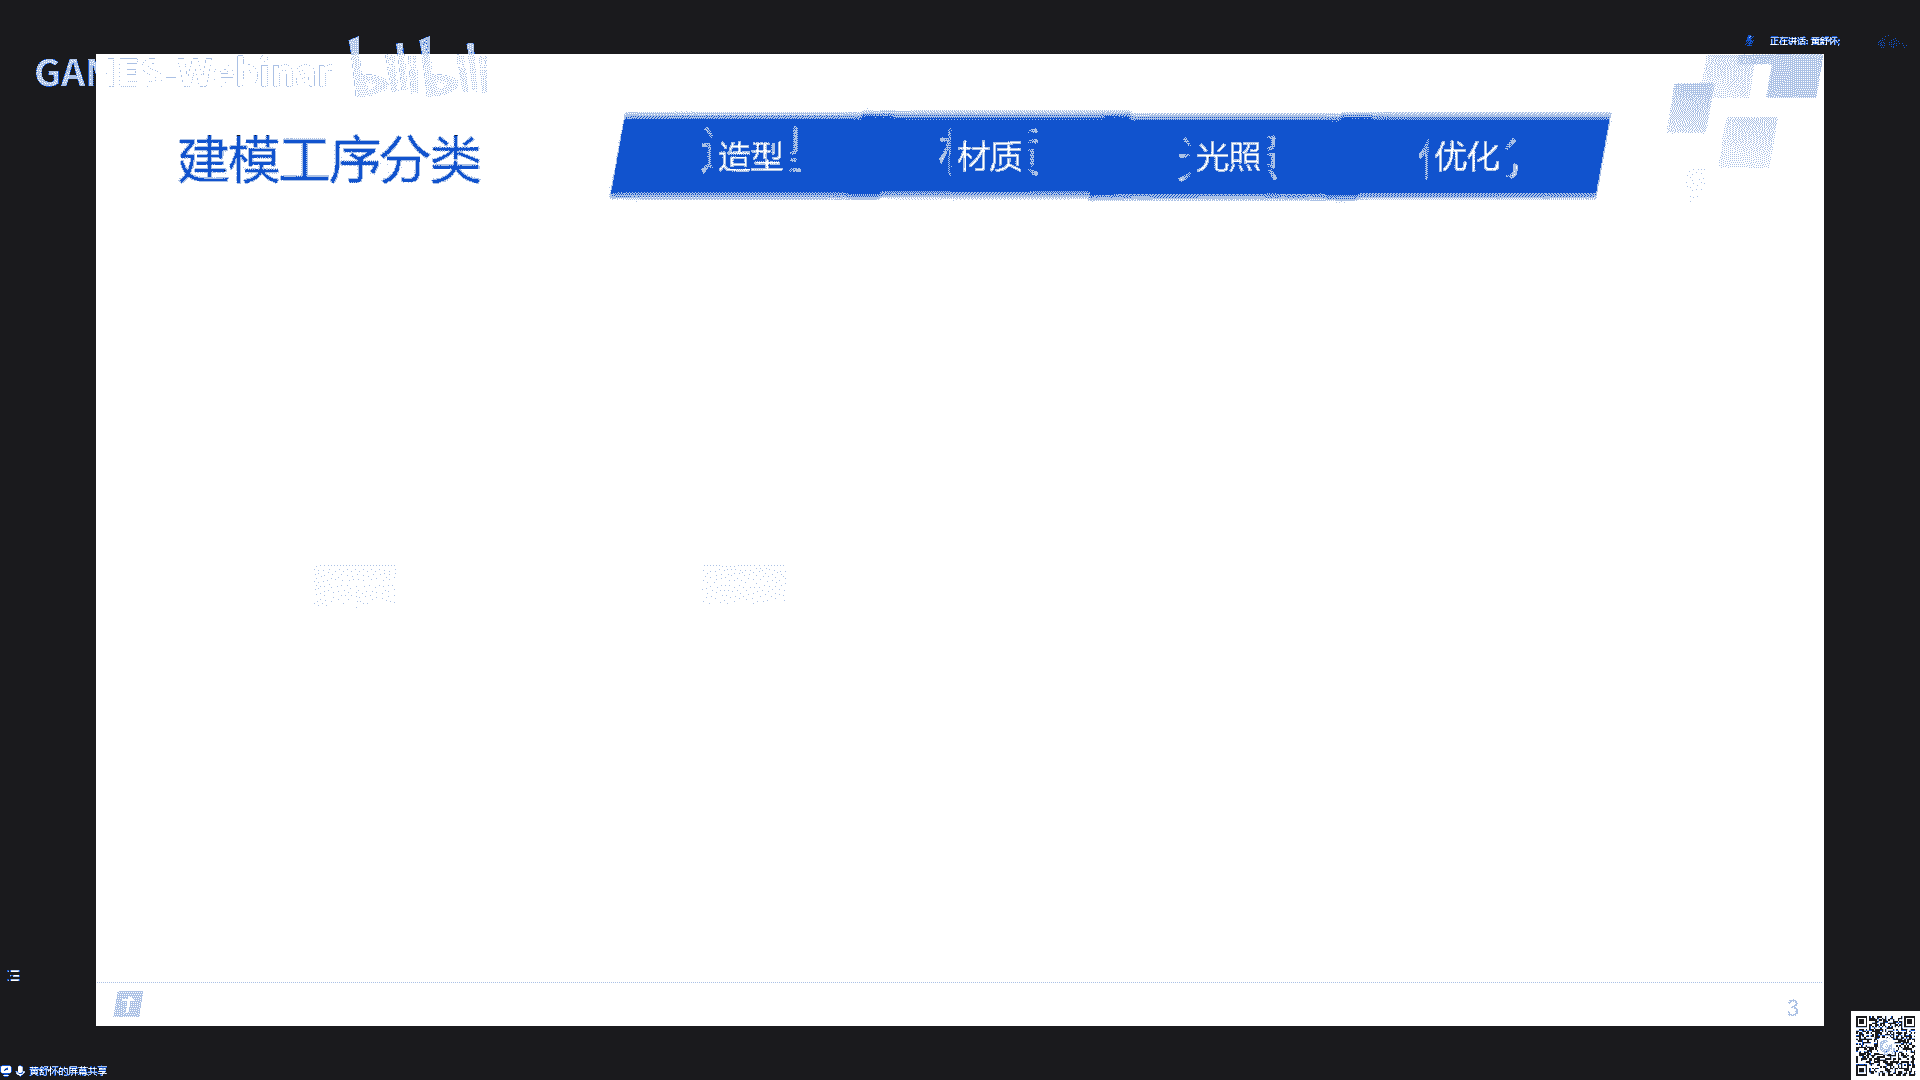 正在讲话: 黄舒怀;
GAMES-Webinar bilibili
建模工序分类
造型 材质 光照 优化
3
黄舒怀的屏幕共享